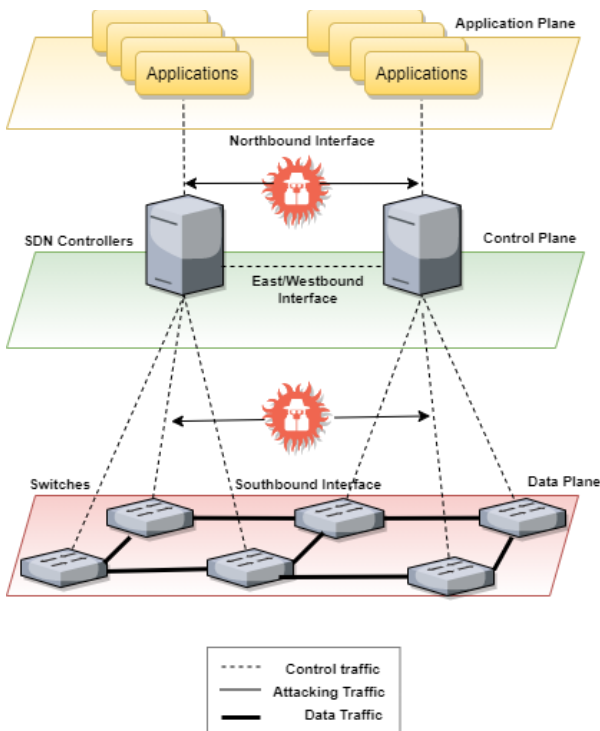 Application Plane
Applications
Applications
Northbound Interface
SDN Controllers
Control Plane
East/Westbound
Interface
Switches
Southbound Interface
Data Plane
Control traffic
Attacking Traffic
Data Traffic